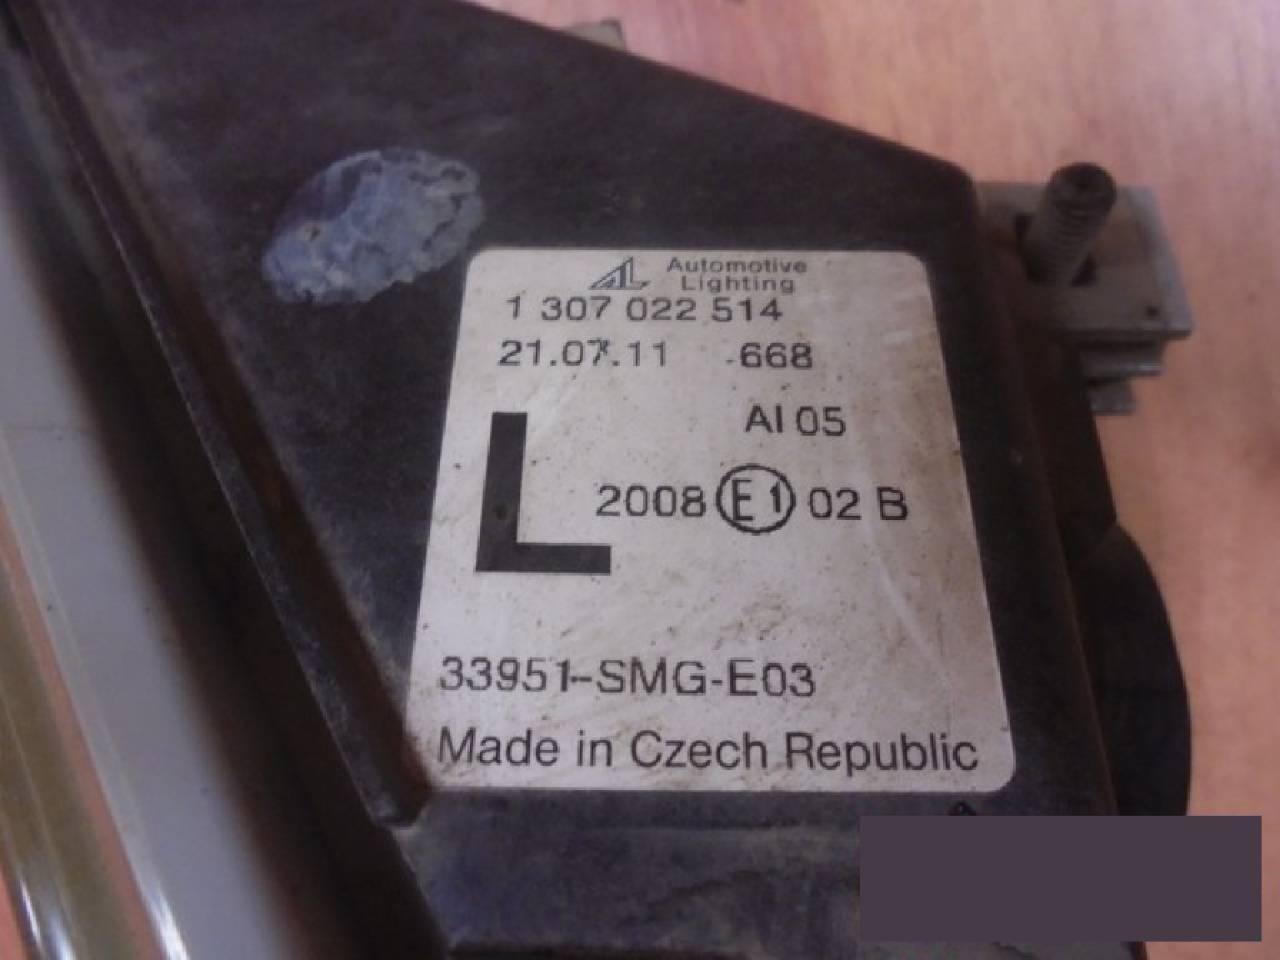 Automotive
Lighting
1 307 022 514
21.07.11 668
AI 05
L 2008 E1 02 B
33951-SMG-E03
Made in Czech Republic